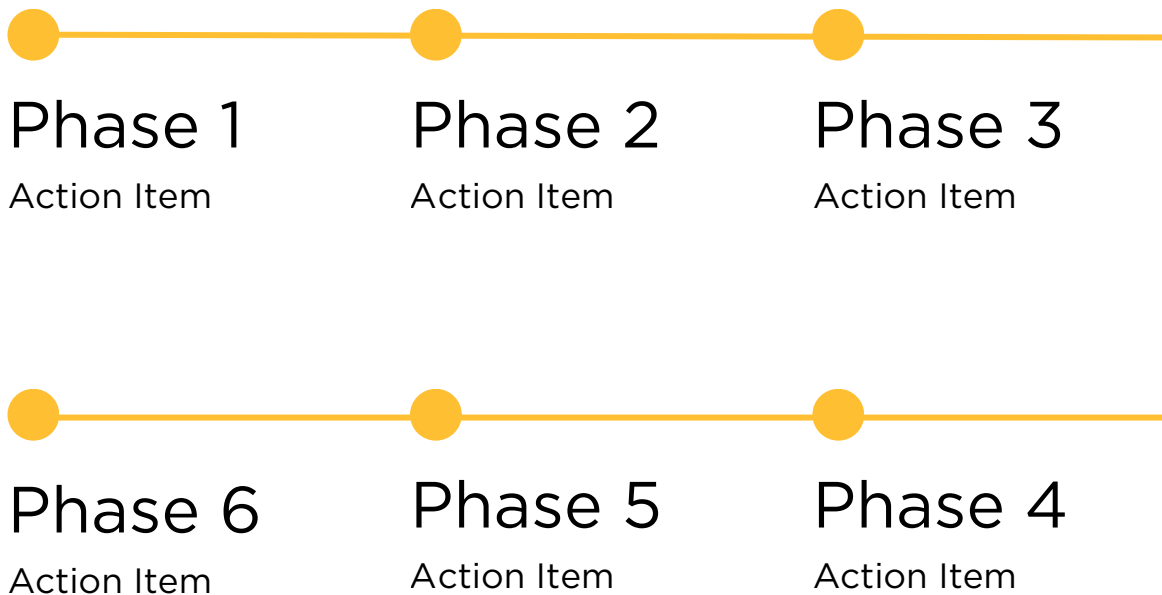 Phase 1
Action Item
Phase 2
Action Item
Phase 3
Action Item
Phase 6
Action Item
Phase 5
Action Item
Phase 4
Action Item